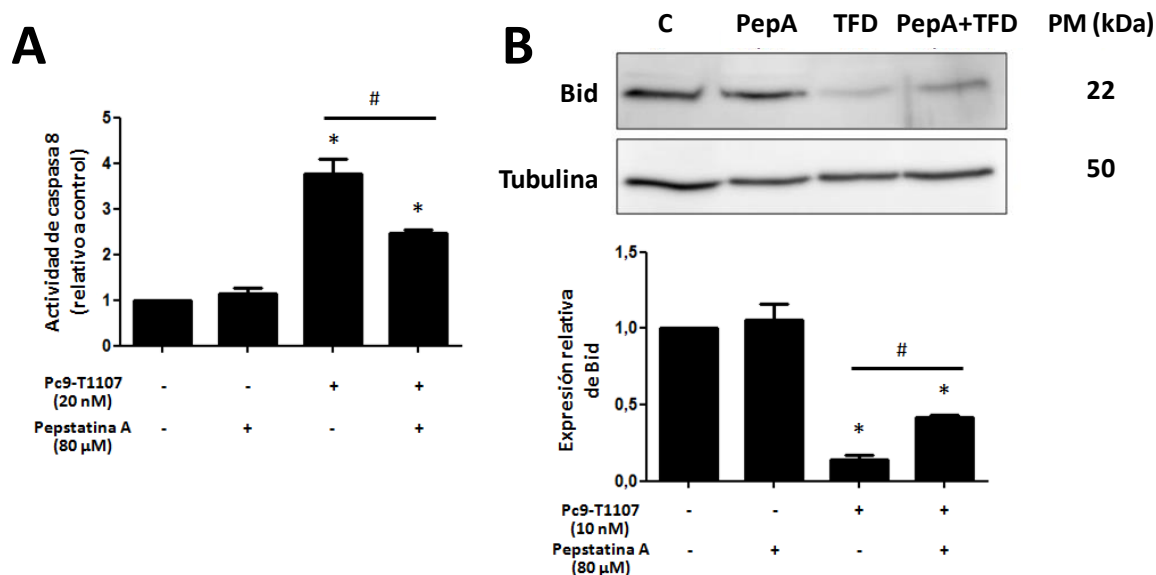 A
Actividad de caspasa 8
(relativo a control)
5
4
3
2
1
0
*
#
*
Pc9-T1107
(20 nM)
- - + +
Pepstatina A
(80 µM)
- + - +
B
C PepA TFD PepA+TFD PM (kDa)
Bid 22
Tubulina 50
Expresión relativa
de Bid
1,5
1,0
0,5
0,0
#
*
*
Pc9-T1107
(10 nM)
- - + +
Pepstatina A
(80 µM)
- + - +